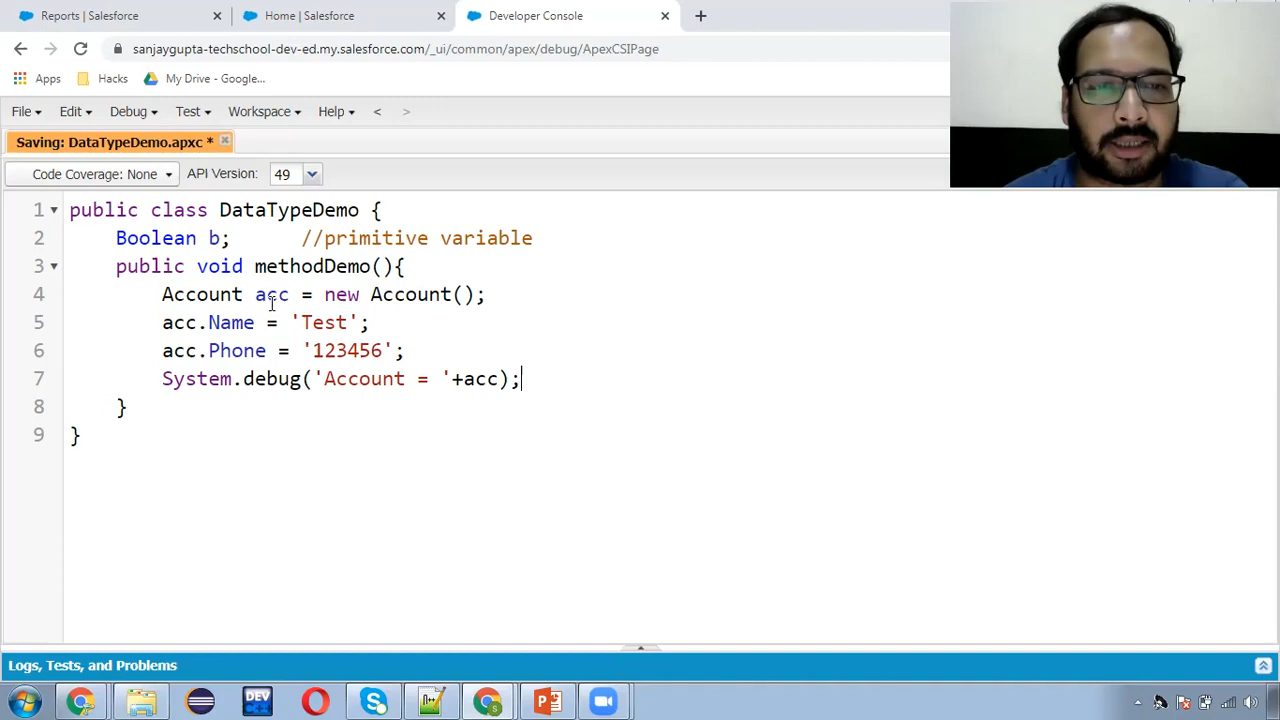 Reports | Salesforce
Home | Salesforce
Developer Console
sanjaygupta-techschool-dev-ed.my.salesforce.com/_ui/common/apex/debug/ApexCSIPage
Apps Hacks My Drive - Google...
File Edit Debug Test Workspace Help < >
Saving: DataTypeDemo.apxc *
Code Coverage: None API Version: 49
1 public class DataTypeDemo {
2 Boolean b; //primitive variable
3 public void methodDemo(){
4 Account acc = new Account();
5 acc.Name = 'Test';
6 acc.Phone = '123456';
7 System.debug('Account = '+acc);
8 }
9 }
Logs, Tests, and Problems
DEV